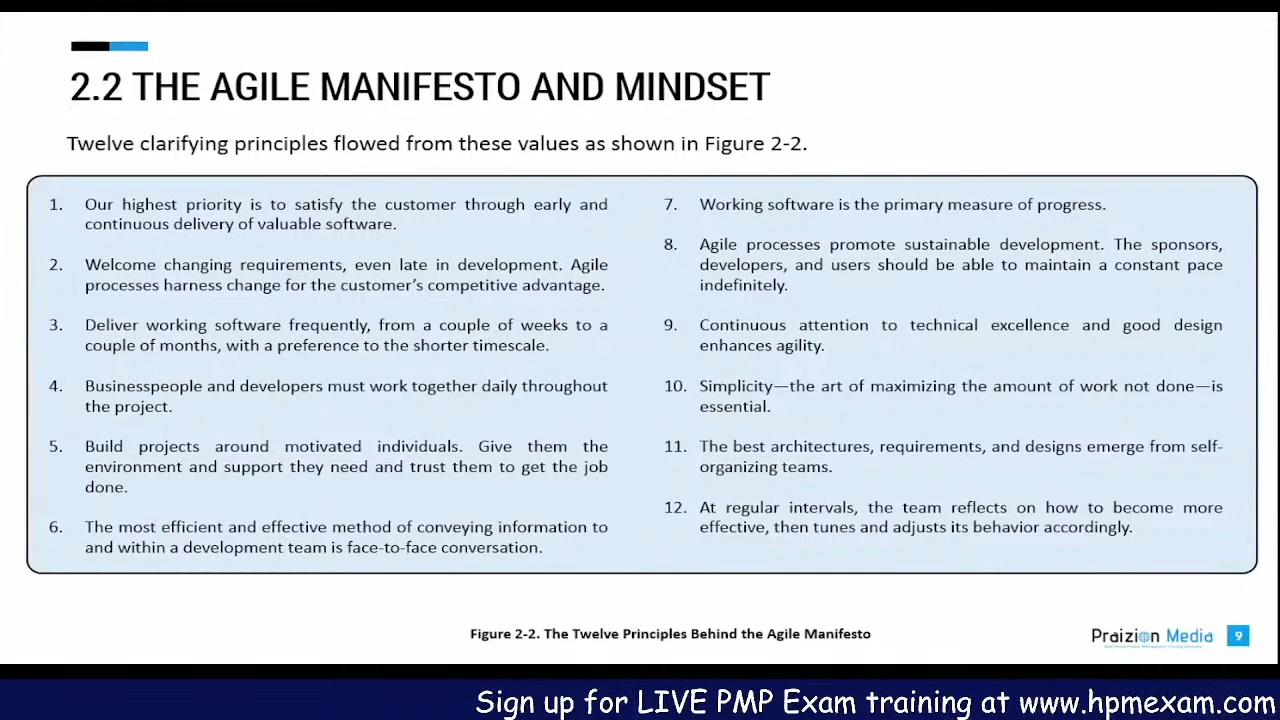 2.2 THE AGILE MANIFESTO AND MINDSET
Twelve clarifying principles flowed from these values as shown in Figure 2-2.
1. Our highest priority is to satisfy the customer through early and
continuous delivery of valuable software.
2. Welcome changing requirements, even late in development. Agile
processes harness change for the customer’s competitive advantage.
3. Deliver working software frequently, from a couple of weeks to a
couple of months, with a preference to the shorter timescale.
4. Businesspeople and developers must work together daily throughout
the project.
5. Build projects around motivated individuals. Give them the
environment and support they need and trust them to get the job
done.
6. The most efficient and effective method of conveying information to
and within a development team is face-to-face conversation.
7. Working software is the primary measure of progress.
8. Agile processes promote sustainable development. The sponsors,
developers, and users should be able to maintain a constant pace
indefinitely.
9. Continuous attention to technical excellence and good design
enhances agility.
10. Simplicity—the art of maximizing the amount of work not done—is
essential.
11. The best architectures, requirements, and designs emerge from self-
organizing teams.
12. At regular intervals, the team reflects on how to become more
effective, then tunes and adjusts its behavior accordingly.
Figure 2-2. The Twelve Principles Behind the Agile Manifesto
Praizion Media
9
Sign up for LIVE PMP Exam training at www.hpmexam.com